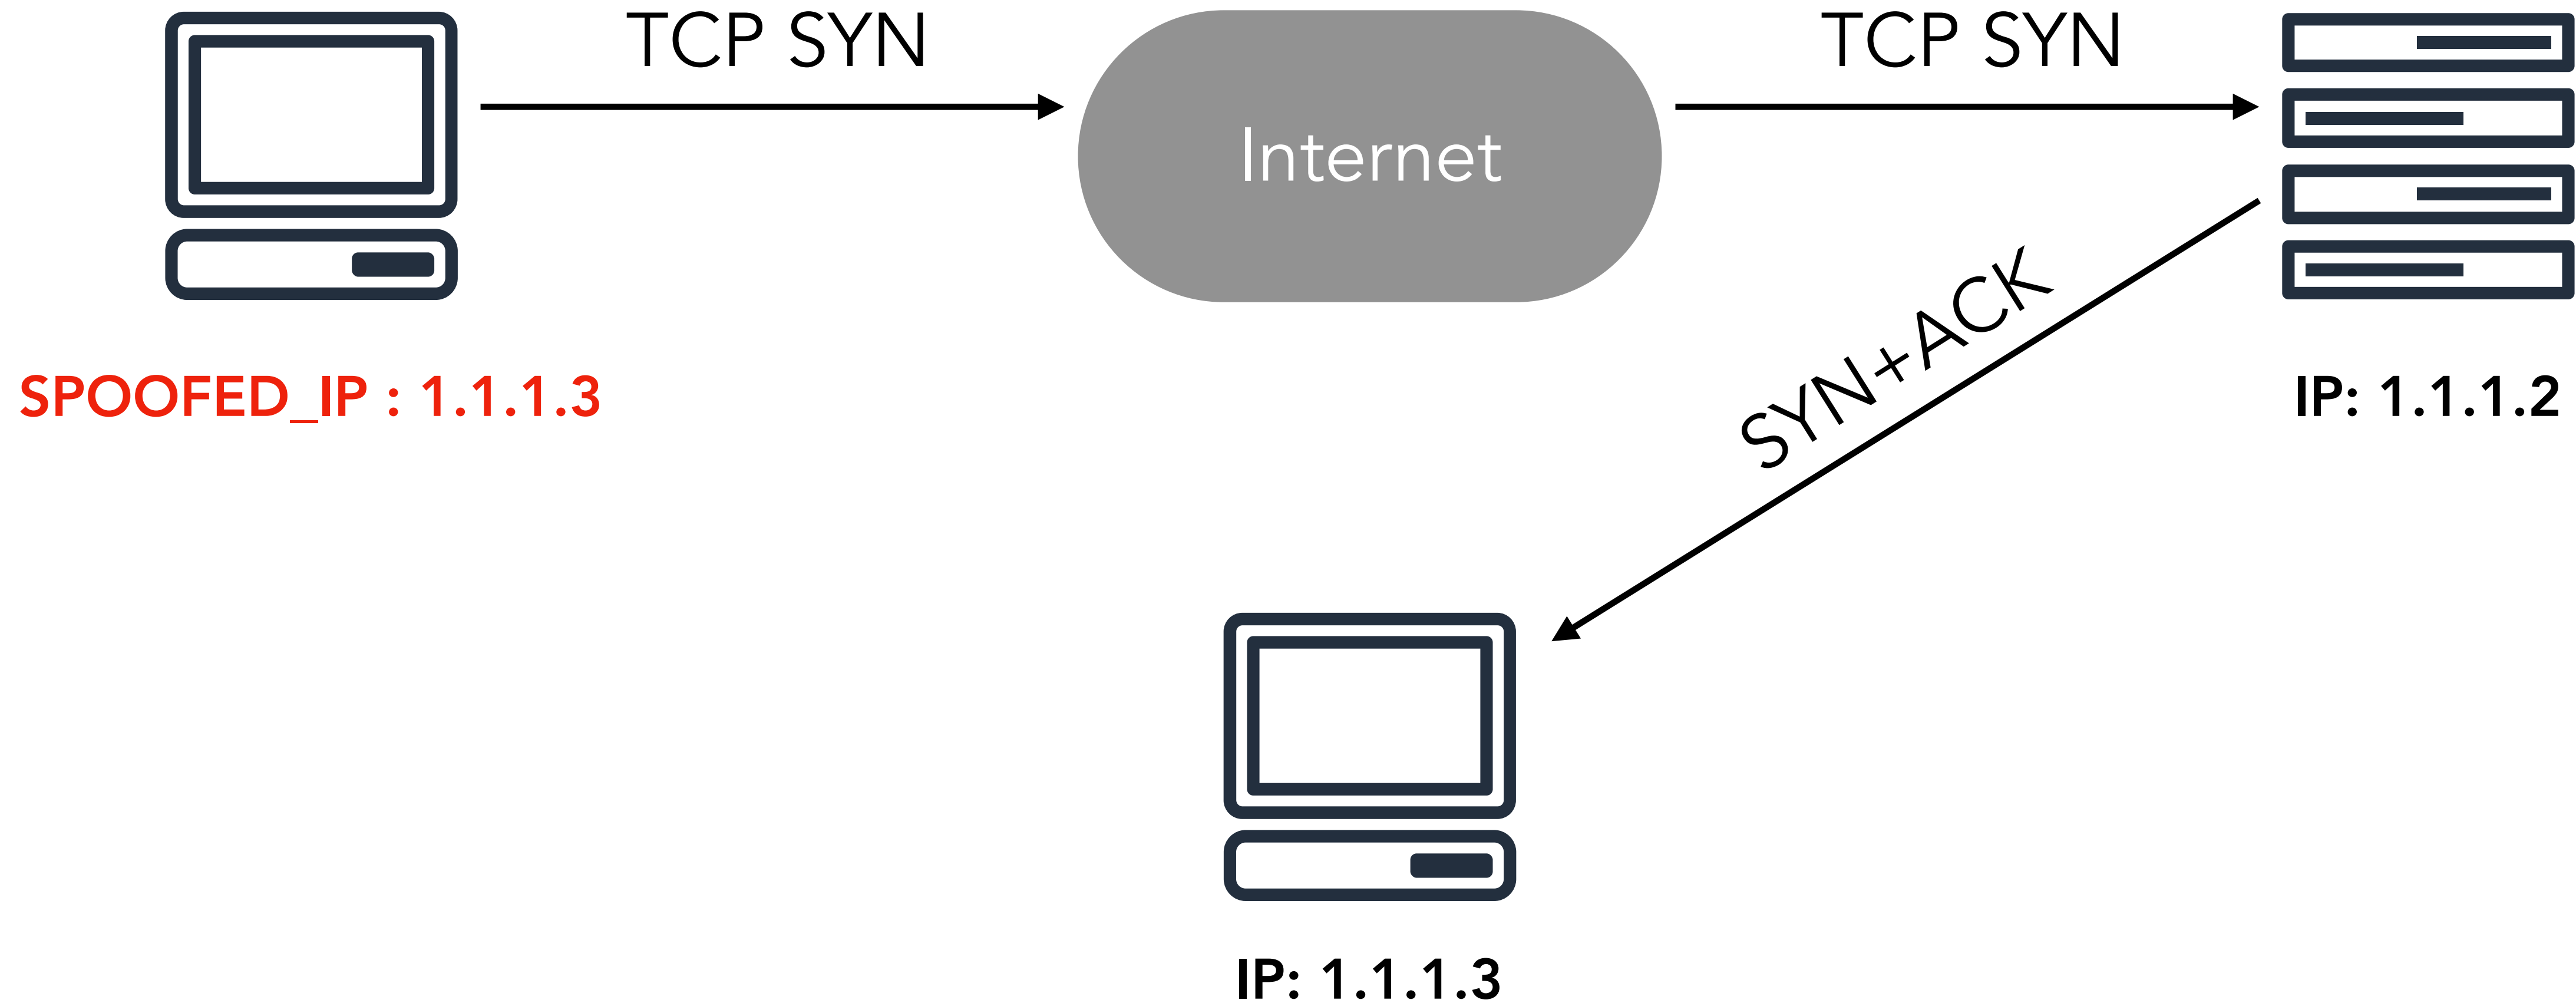 TCP SYN
TCP SYN
Internet
SYN+ACK
SPOOFED_IP : 1.1.1.3
IP: 1.1.1.2
IP: 1.1.1.3